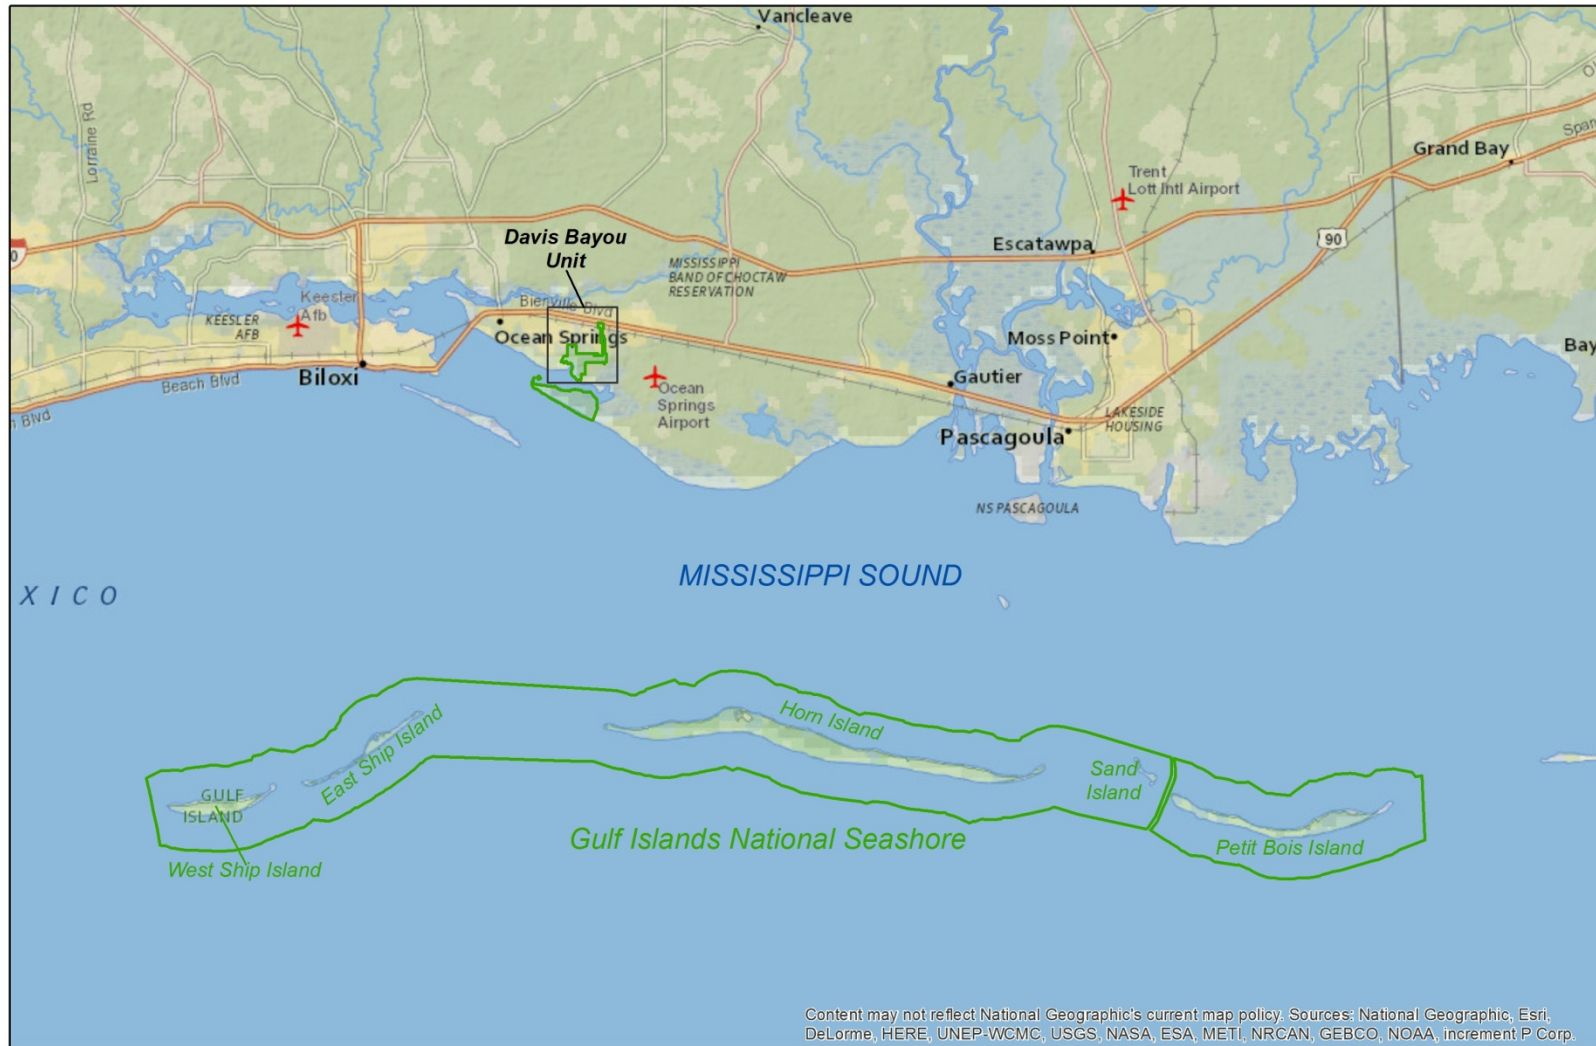 Vancleave
Lorraine Rd
Grand Bay
Span
Trent
Lott Intl Airport
90
Escatawpa
Davis Bayou
Unit
MISSISSIPPI
BAND OF CHOCTAW
RESERVATION
0
Keesler
Afb
KEESLER
AFB
Bienville Blvd
Ocean Springs
Moss Point
Bay
Biloxi
Beach Blvd
Gautier
Ocean
Springs
Airport
LAKESIDE
HOUSING
h Blvd
Pascagoula
NS PASCAGOULA
MISSISSIPPI SOUND
X I C O
Horn Island
East Ship Island
Sand
Island
GULF
ISLAND
Gulf Islands National Seashore
Petit Bois Island
West Ship Island
Content may not reflect National Geographic's current map policy. Sources: National Geographic, Esri,
DeLorme, HERE, UNEP-WCMC, USGS, NASA, ESA, METI, NRCAN, GEBCO, NOAA, increment P Corp.